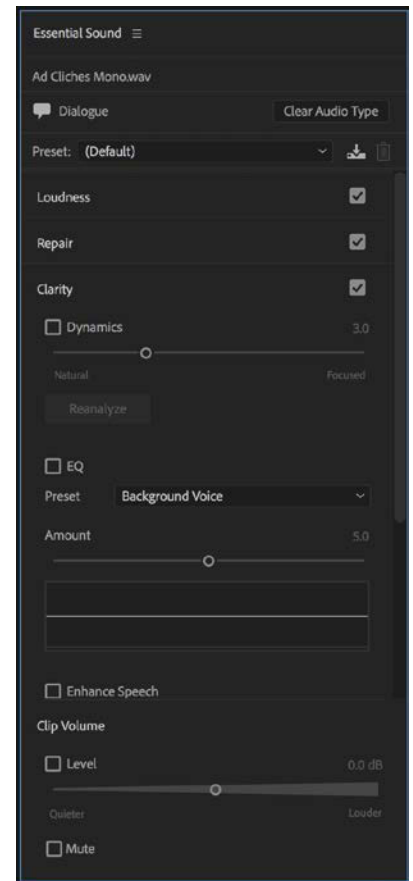 Essential Sound
Ad Cliches Mono.wav
Dialogue Clear Audio Type
Preset: (Default)
Loudness
Repair
Clarity
Dynamics 3.0
Natural Focused
Reanalyze
EQ
Preset Background Voice
Amount 5.0
Enhance Speech
Clip Volume
Level 0.0 dB
Quieter Louder
Mute